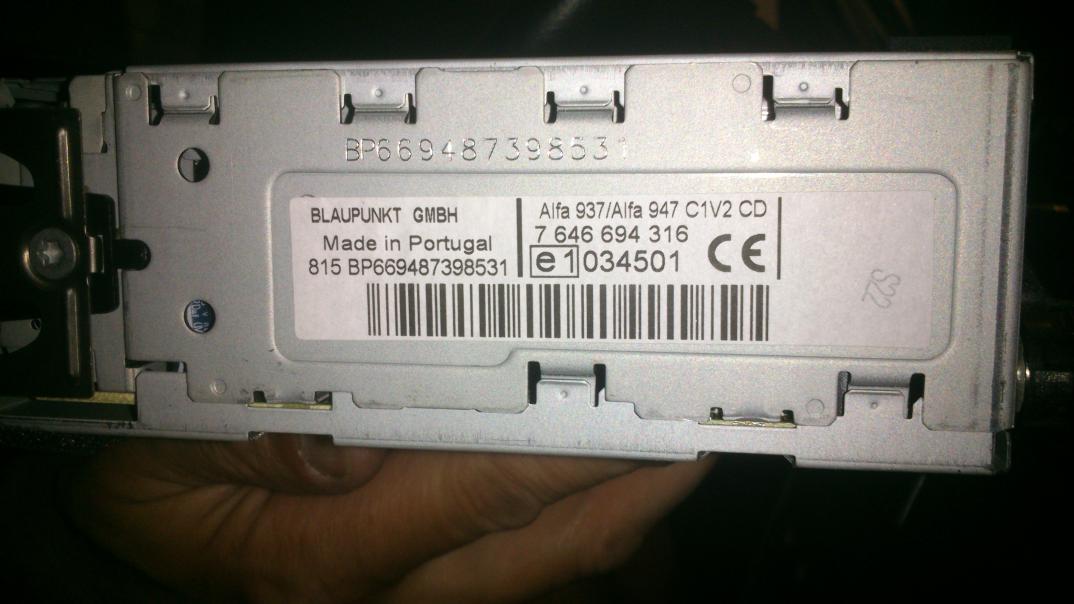 BP669487398531
BLAUPUNKT GMBH
Made in Portugal
815 BP669487398531
Alfa 937/Alfa 947 C1V2 CD
7 646 694 316
e1 034501 CE
S22